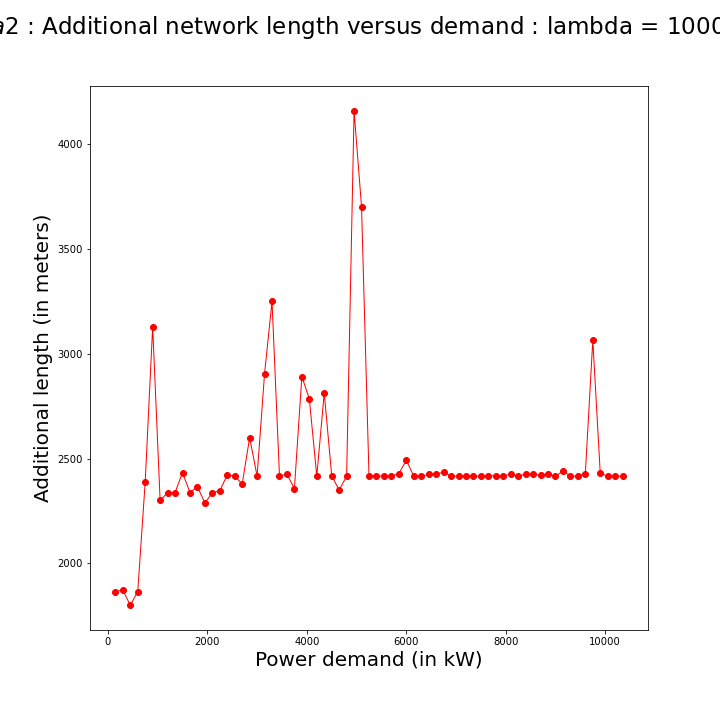 a2 : Additional network length versus demand : lambda = 1000
4000
3500
3000
2500
2000
Additional length (in meters)
0 2000 4000 6000 8000 10000
Power demand (in kW)